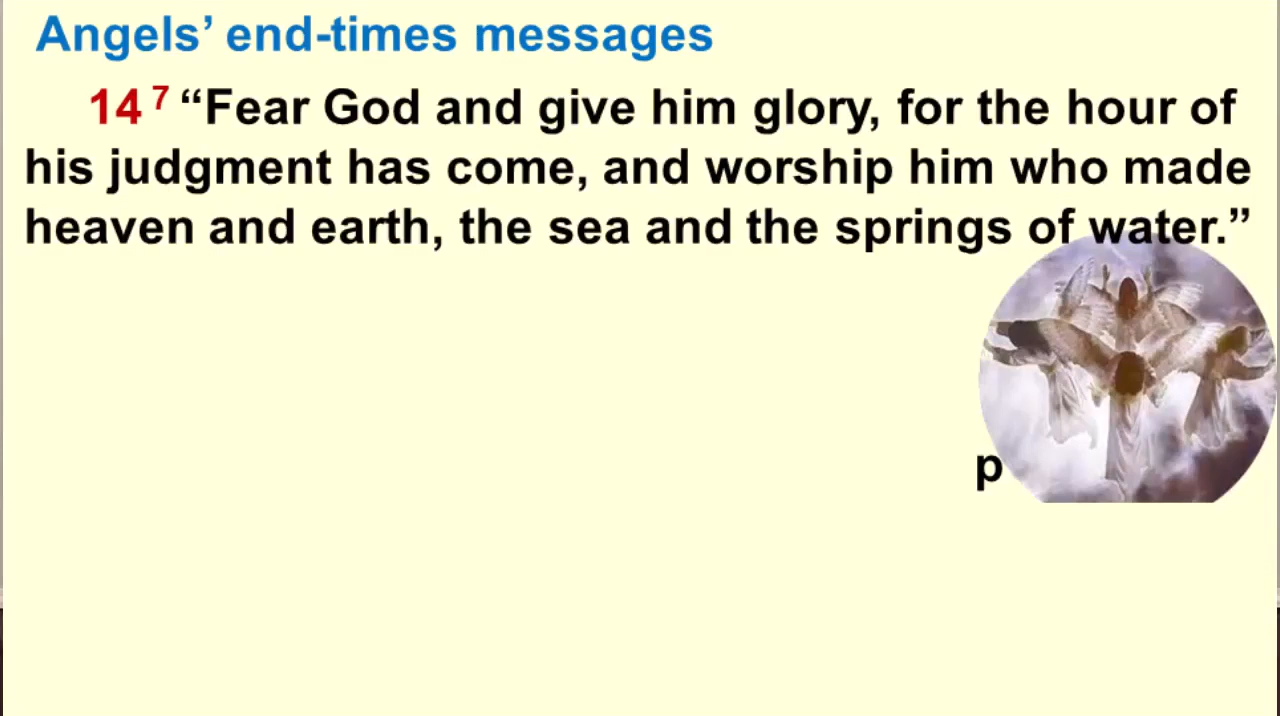 Angels’ end-times messages
14 7 “Fear God and give him glory, for the hour of
his judgment has come, and worship him who made
heaven and earth, the sea and the springs of water.”
p